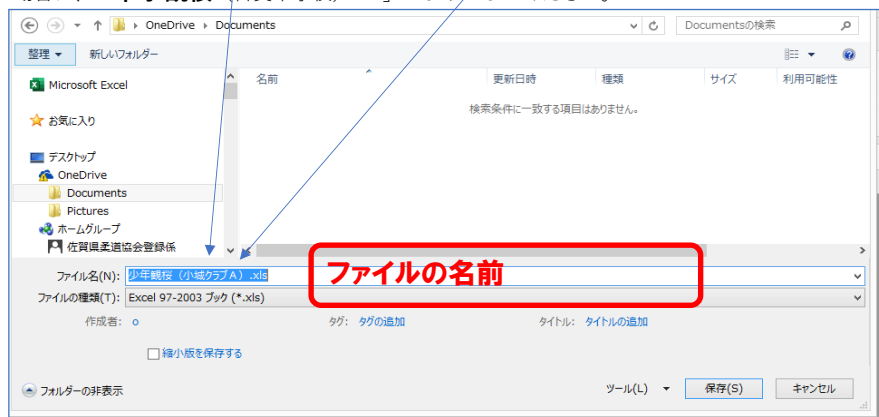 OneDrive › Documents
Documentsの検索
整理 新しいフォルダー
Microsoft Excel
お気に入り
デスクトップ
OneDrive
Documents
Pictures
ホームグループ
佐賀県柔道協会登録係
名前 更新日時 種類 サイズ 利用可能性
検索条件に一致する項目はありません。
ファイル名(N): 少年観桜（小城クラブA）.xls
ファイルの名前
ファイルの種類(T): Excel 97-2003 ブック (*.xls)
作成者: o タグ: タグの追加 タイトル: タイトルの追加
縮小版を保存する
フォルダーの非表示
ツール(L) 保存(S) キャンセル